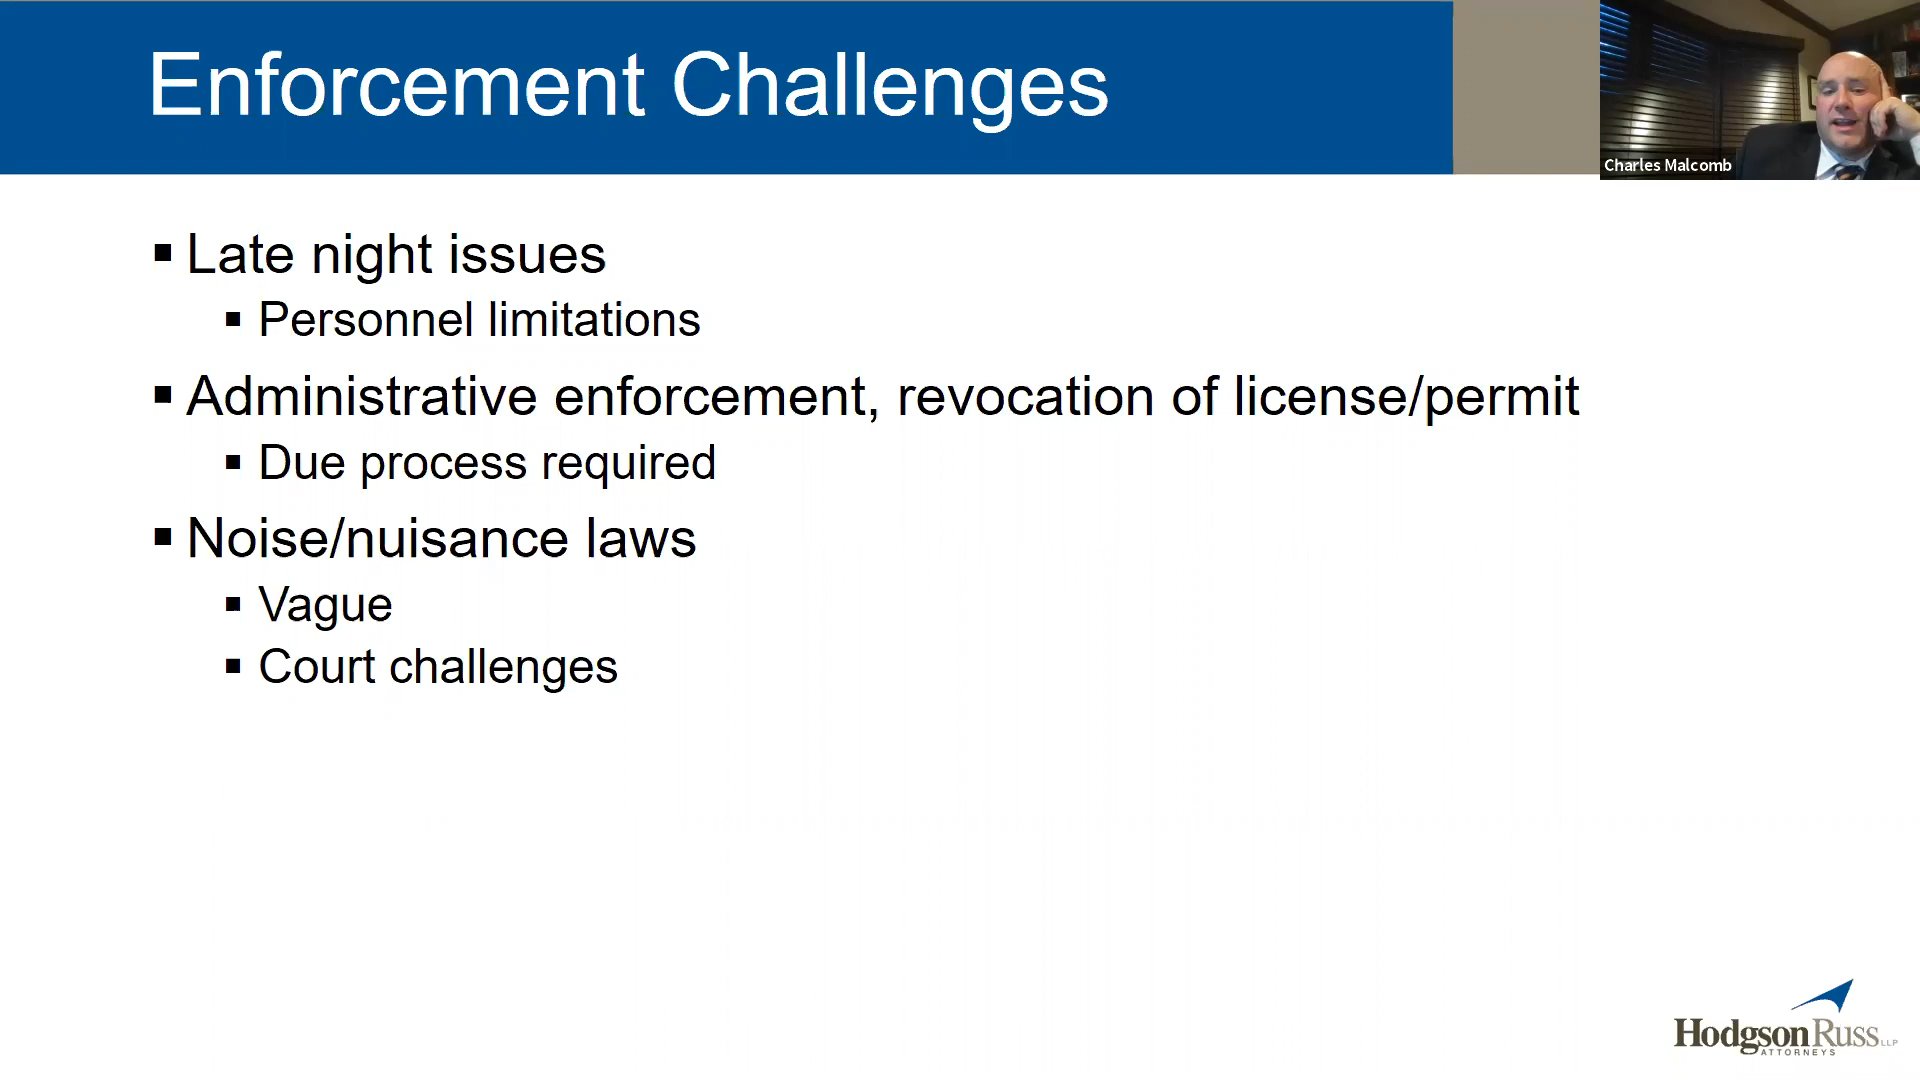 Enforcement Challenges
Charles Malcomb
▪ Late night issues
▪ Personnel limitations
▪ Administrative enforcement, revocation of license/permit
▪ Due process required
▪ Noise/nuisance laws
▪ Vague
▪ Court challenges
HodgsonRuss LLP
ATTORNEYS